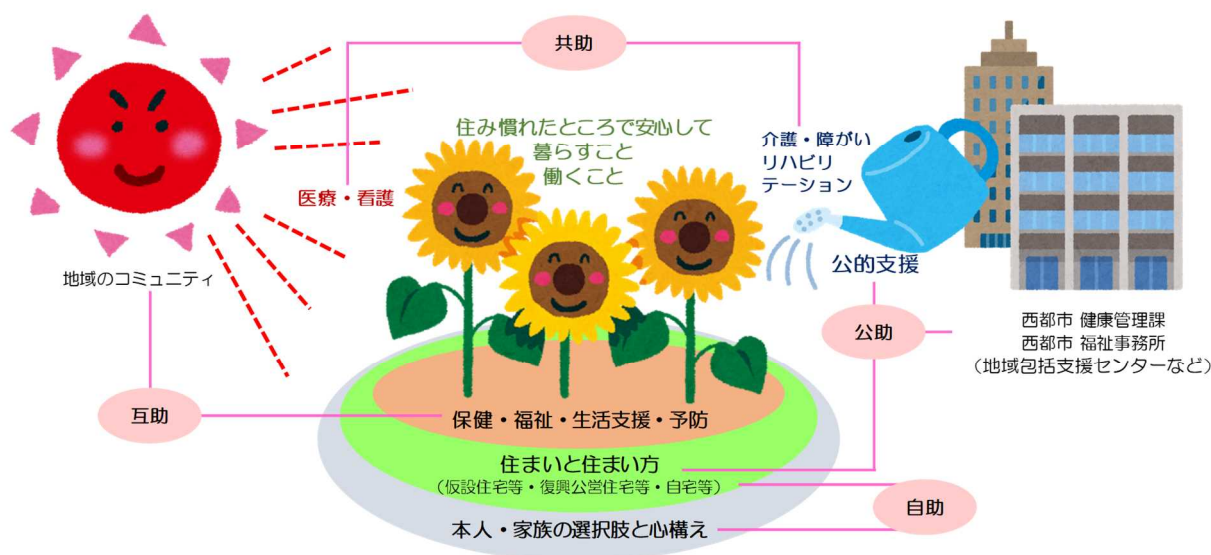 共助
住み慣れたところで安心して
暮らすこと
働くこと
医療・看護
介護・障がい
リハビリ
テーション
地域のコミュニティ
公的支援
公助
西都市 健康管理課
西都市 福祉事務所
（地域包括支援センターなど）
互助
保健・福祉・生活支援・予防
住まいと住まい方
（仮設住宅等・復興公営住宅等・自宅等）
自助
本人・家族の選択肢と心構え